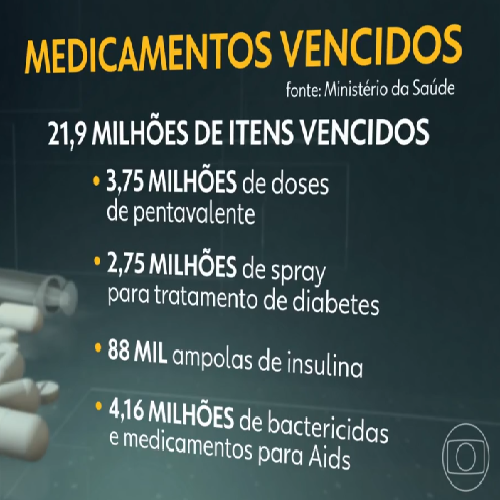 MEDICAMENTOS VENCIDOS
fonte: Ministério da Saúde
21,9 MILHÕES DE ITENS VENCIDOS
• 3,75 MILHÕES de doses
de pentavalente
• 2,75 MILHÕES de spray
para tratamento de diabetes
• 88 MIL ampolas de insulina
• 4,16 MILHÕES de bactericidas
e medicamentos para Aids